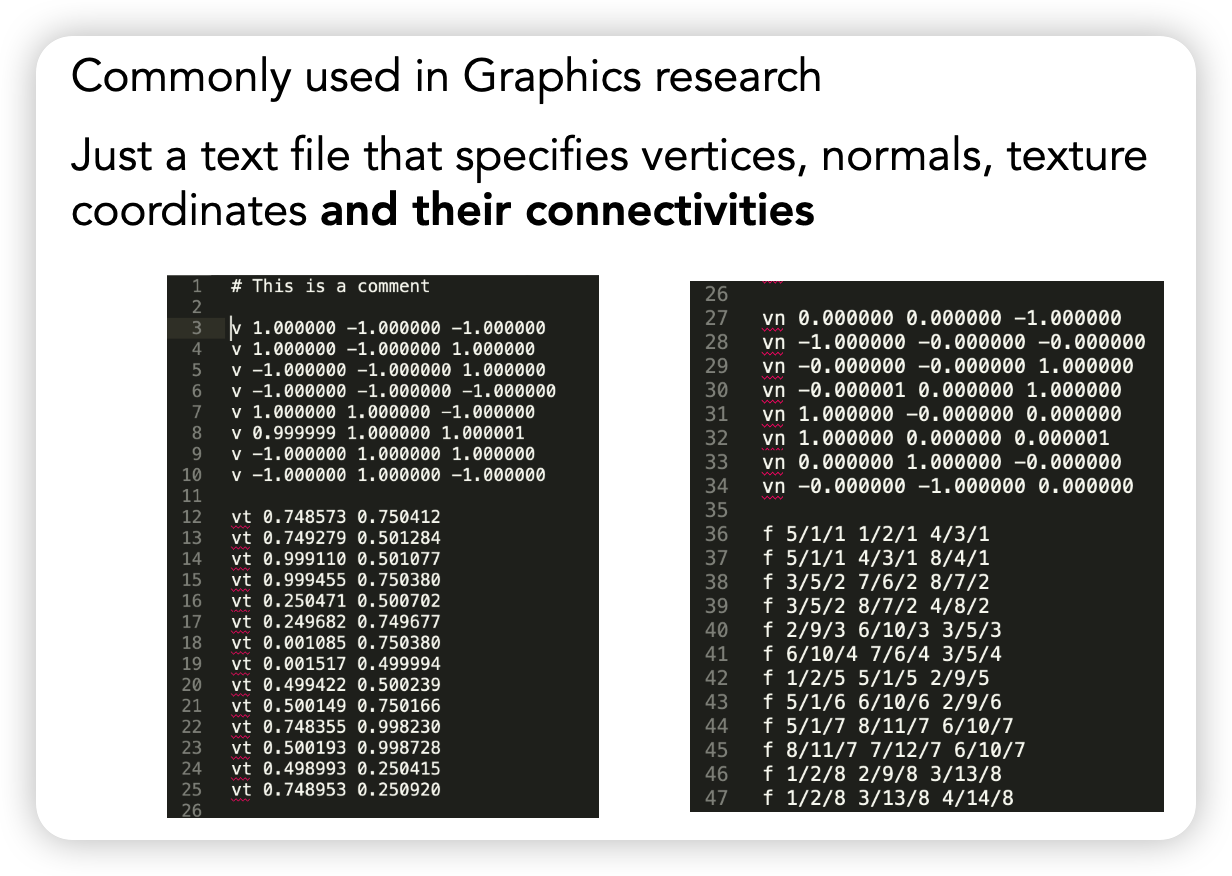 Commonly used in Graphics research
Just a text file that specifies vertices, normals, texture
coordinates and their connectivities
1 # This is a comment
2
3 v 1.000000 -1.000000 -1.000000
4 v 1.000000 -1.000000 1.000000
5 v -1.000000 -1.000000 1.000000
6 v -1.000000 -1.000000 -1.000000
7 v 1.000000 1.000000 -1.000000
8 v 0.999999 1.000000 1.000001
9 v -1.000000 1.000000 1.000000
10 v -1.000000 1.000000 -1.000000
11
12 vt 0.748573 0.750412
13 vt 0.749279 0.501284
14 vt 0.999110 0.501077
15 vt 0.999455 0.750380
16 vt 0.250471 0.500702
17 vt 0.249682 0.749677
18 vt 0.001085 0.750380
19 vt 0.001517 0.499994
20 vt 0.499422 0.500239
21 vt 0.500149 0.750166
22 vt 0.748355 0.998230
23 vt 0.500193 0.998728
24 vt 0.498993 0.250415
25 vt 0.748953 0.250920
26
26
27 vn 0.000000 0.000000 -1.000000
28 vn -1.000000 -0.000000 -0.000000
29 vn -0.000000 -0.000000 1.000000
30 vn -0.000001 0.000000 1.000000
31 vn 1.000000 -0.000000 0.000000
32 vn 1.000000 0.000000 0.000001
33 vn 0.000000 1.000000 -0.000000
34 vn -0.000000 -1.000000 0.000000
35
36 f 5/1/1 1/2/1 4/3/1
37 f 5/1/1 4/3/1 8/4/1
38 f 3/5/2 7/6/2 8/7/2
39 f 3/5/2 8/7/2 4/8/2
40 f 2/9/3 6/10/3 3/5/3
41 f 6/10/4 7/6/4 3/5/4
42 f 1/2/5 5/1/5 2/9/5
43 f 5/1/6 6/10/6 2/9/6
44 f 5/1/7 8/11/7 6/10/7
45 f 8/11/7 7/12/7 6/10/7
46 f 1/2/8 2/9/8 3/13/8
47 f 1/2/8 3/13/8 4/14/8